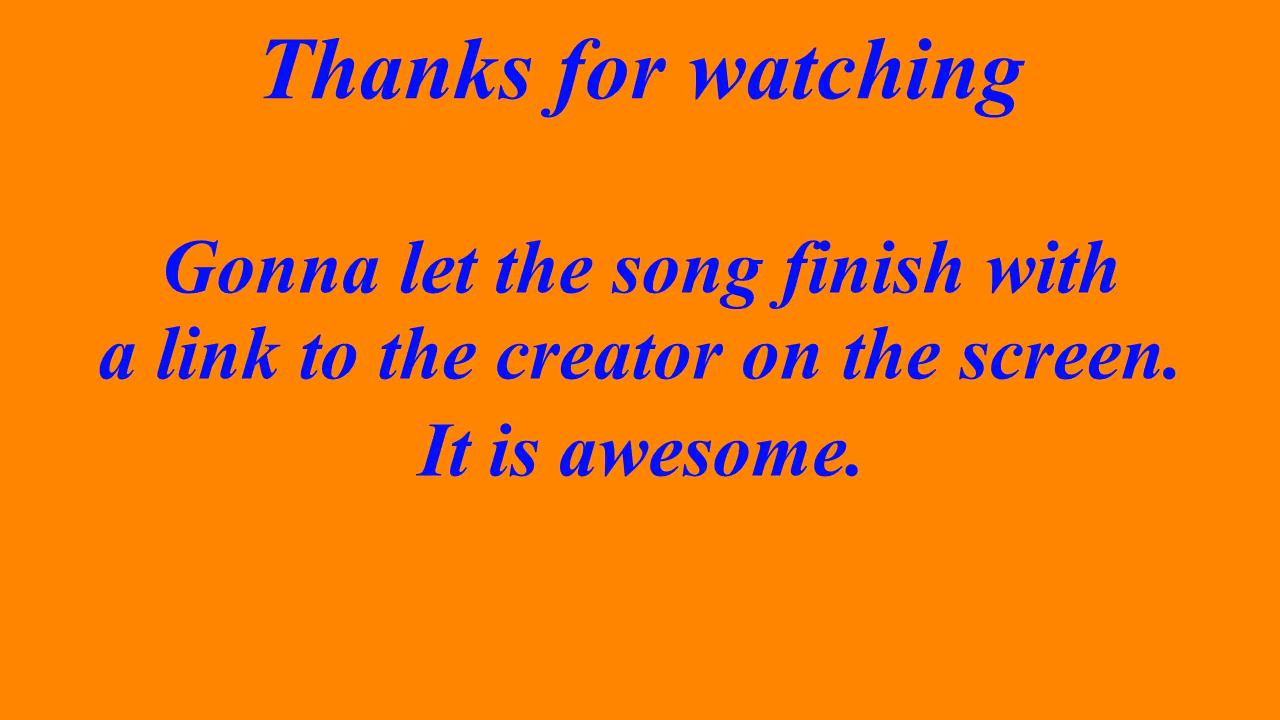 Thanks for watching
Gonna let the song finish with
a link to the creator on the screen.
It is awesome.